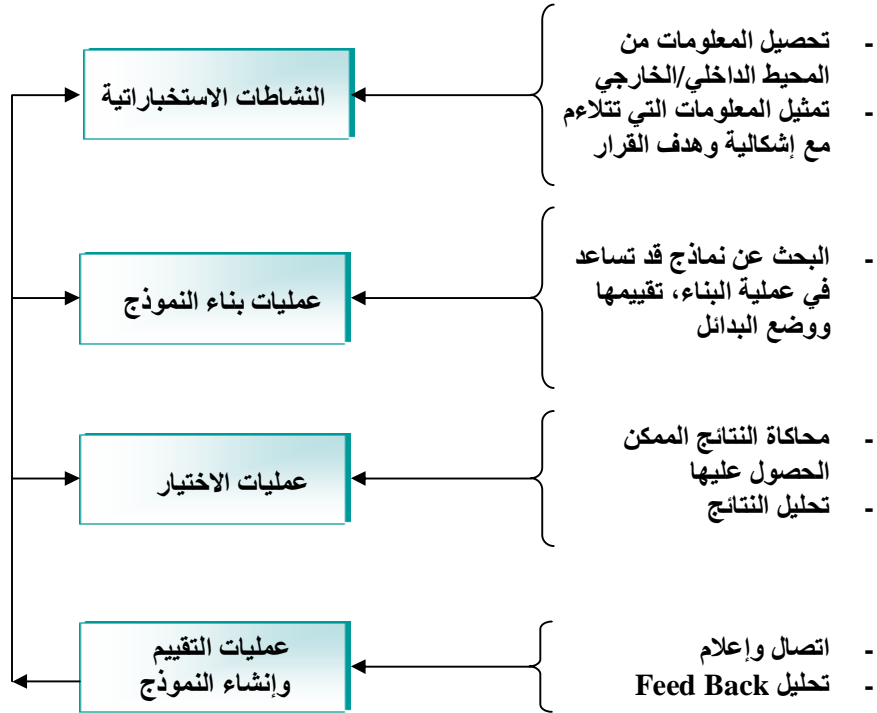 - تحصيل المعلومات من
المحيط الداخلي/الخارجي
- تمثيل المعلومات التي تتلاءم
مع إشكالية وهدف القرار
النشاطات الاستخباراتية
- البحث عن نماذج قد تساعد
في عملية البناء، تقييمها
ووضع البدائل
عمليات بناء النموذج
- محاكاة النتائج الممكن
الحصول عليها
- تحليل النتائج
عمليات الاختيار
- اتصال وإعلام
- تحليل Feed Back
عمليات التقييم
وإنشاء النموذج